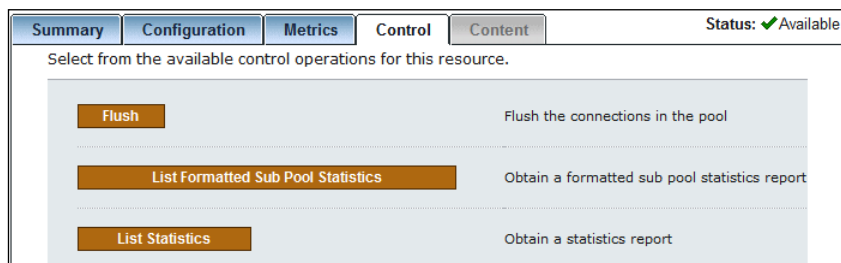 Summary Configuration Metrics Control Content Status: Available
Select from the available control operations for this resource.
Flush Flush the connections in the pool
List Formatted Sub Pool Statistics Obtain a formatted sub pool statistics report
List Statistics Obtain a statistics report